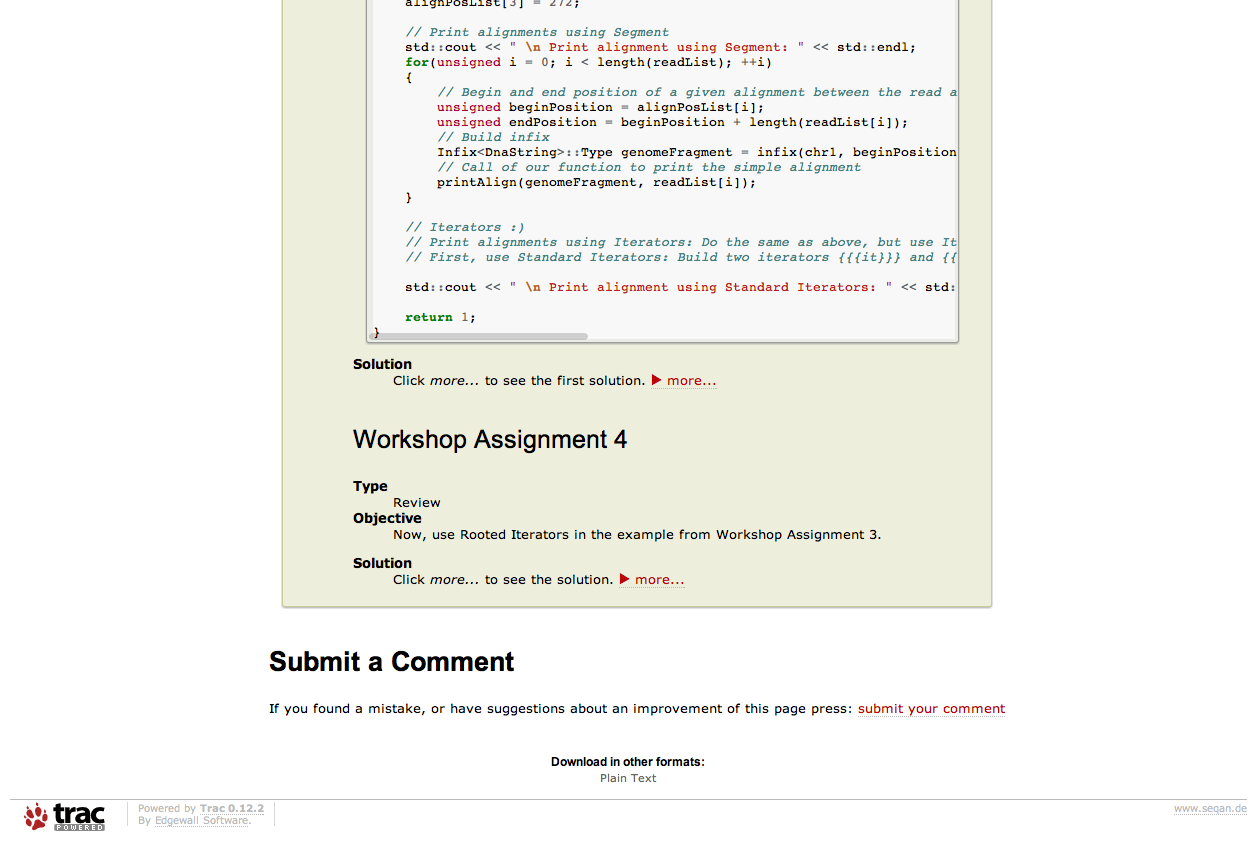 alignPosList[3] = 272;
// Print alignments using Segment
std::cout << " \n Print alignment using Segment: " << std::endl;
for(unsigned i = 0; i < length(readList); ++i)
{
// Begin and end position of a given alignment between the read a
unsigned beginPosition = alignPosList[i];
unsigned endPosition = beginPosition + length(readList[i]);
// Build infix
Infix<DnaString>::Type genomeFragment = infix(chr1, beginPosition
// Call of our function to print the simple alignment
printAlign(genomeFragment, readList[i]);
}
// Iterators :)
// Print alignments using Iterators: Do the same as above, but use It
// First, use Standard Iterators: Build two iterators {{{it}}} and {{
std::cout << " \n Print alignment using Standard Iterators: " << std:
return 1;
}
Solution
Click more... to see the first solution. ▶ more...
Workshop Assignment 4
Type
Review
Objective
Now, use Rooted Iterators in the example from Workshop Assignment 3.
Solution
Click more... to see the solution. ▶ more...
Submit a Comment
If you found a mistake, or have suggestions about an improvement of this page press: submit your comment
Download in other formats:
Plain Text
trac
POWERED
Powered by Trac 0.12.2
By Edgewall Software.
www.seqan.de